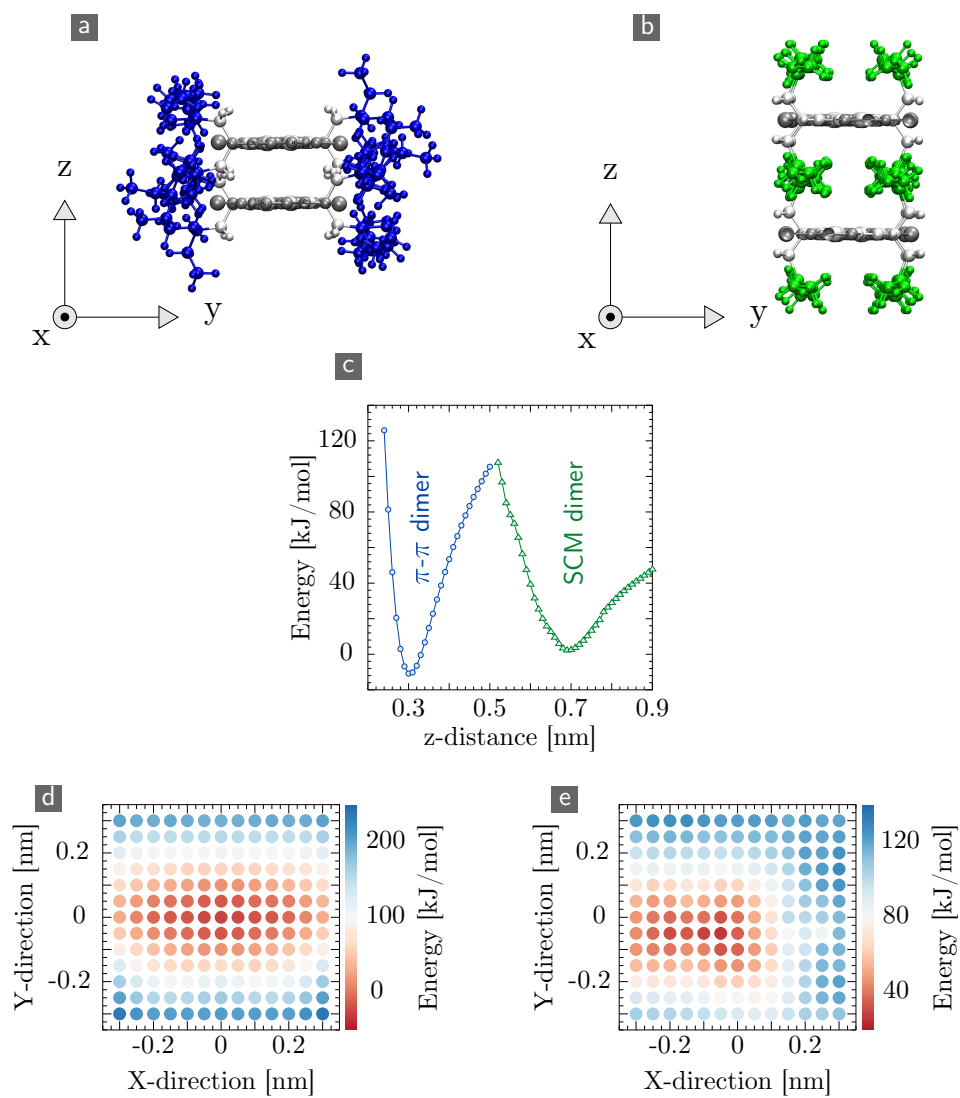 a
b
z
y
x
z
y
x
c
Energy [kJ/mol]
120
80
40
0
π-π dimer
SCM dimer
0.3
0.5
0.7
0.9
z-distance [nm]
d
Y-direction [nm]
0.2
0
-0.2
-0.2
0
0.2
X-direction [nm]
200
100
0
Energy [kJ/mol]
e
Y-direction [nm]
0.2
0
-0.2
-0.2
0
0.2
X-direction [nm]
120
80
40
Energy [kJ/mol]